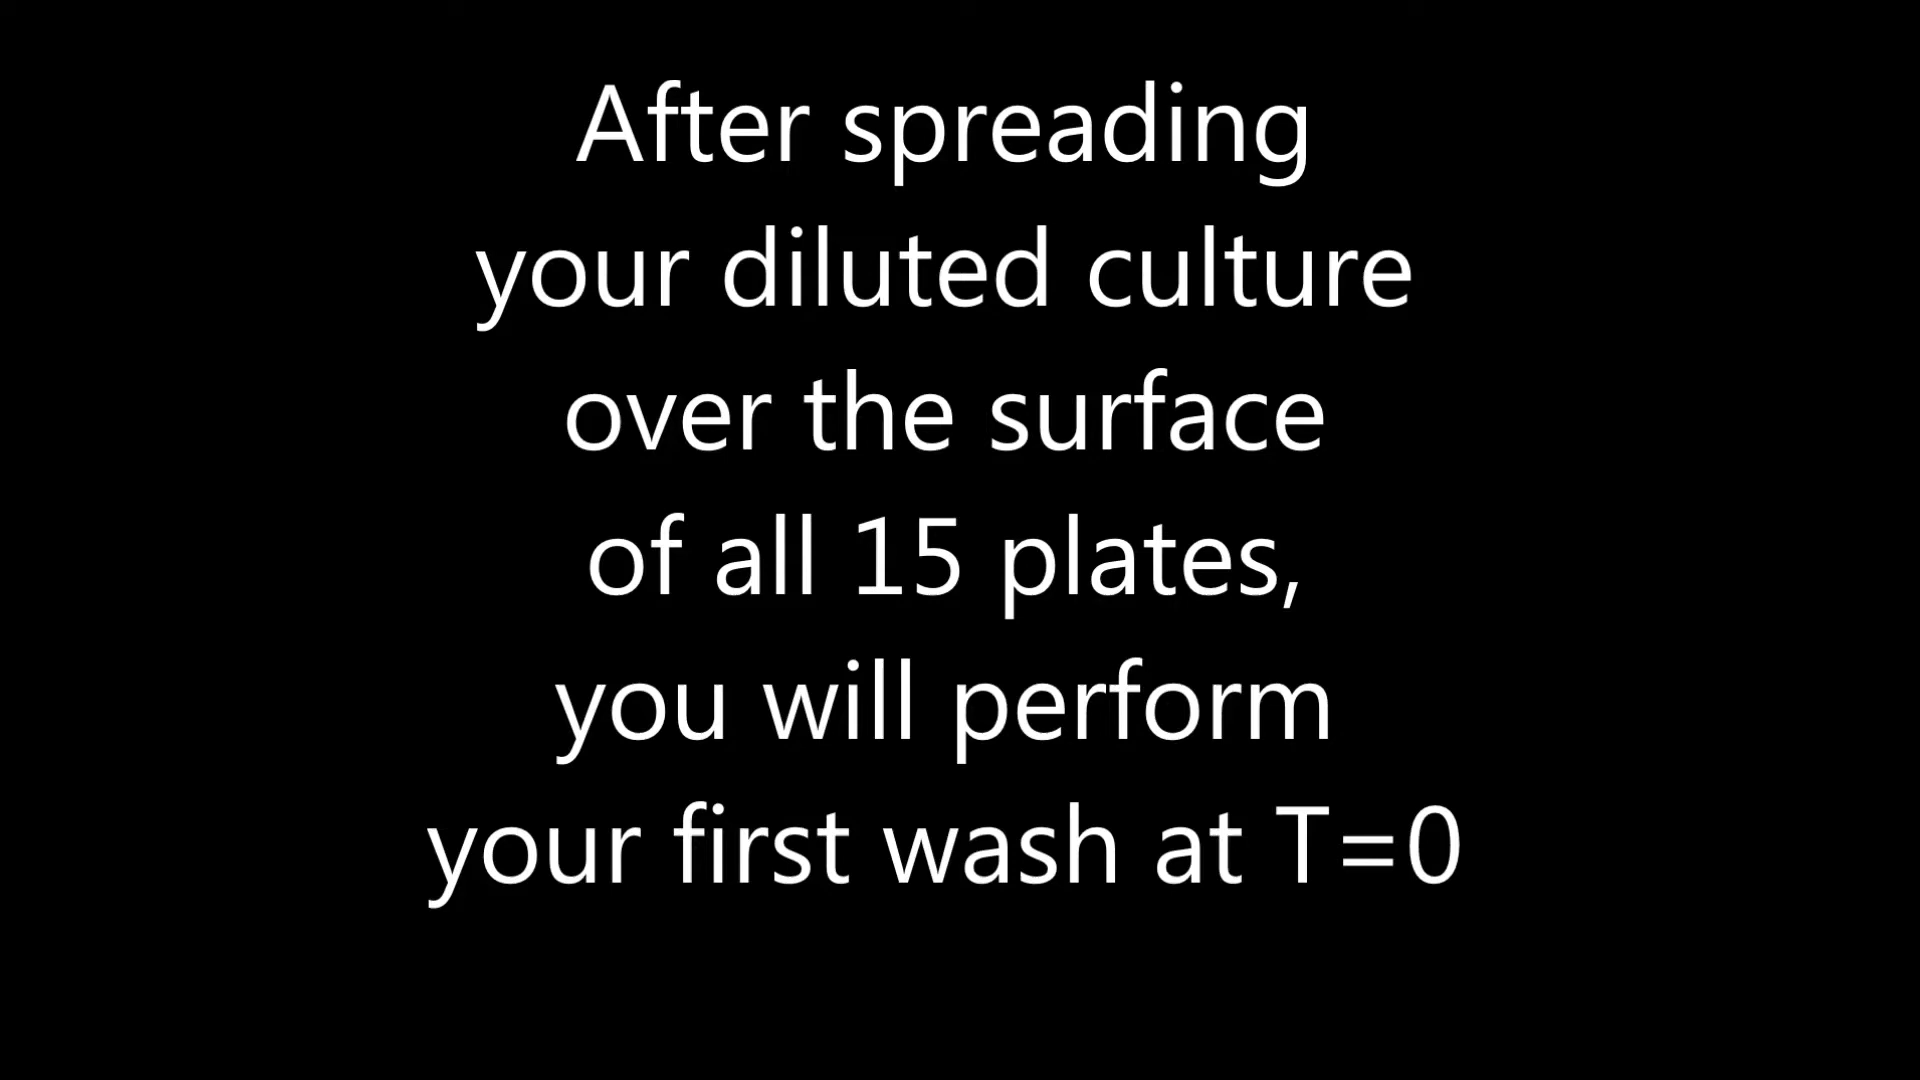 After spreading
your diluted culture
over the surface
of all 15 plates,
you will perform
your first wash at T=0